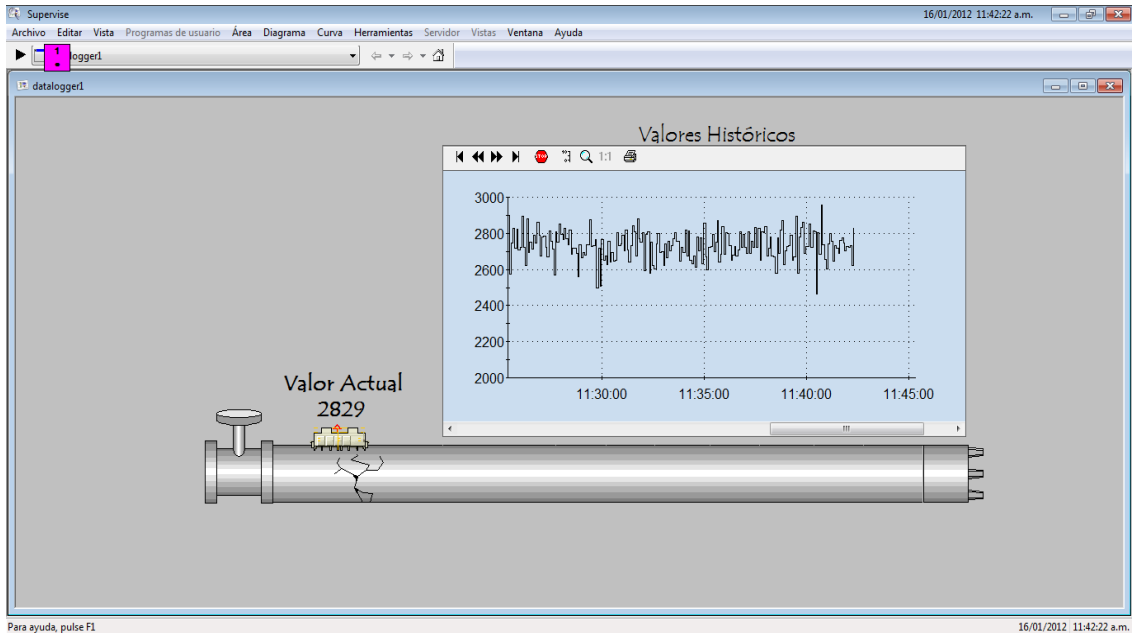 Supervise 16/01/2012 11:42:22 a.m.
Archivo Editar Vista Programas de usuario Área Diagrama Curva Herramientas Servidor Vistas Ventana Ayuda
1 logger1
datalogger1
Valores Históricos
1:1
3000
2800
2600
2400
2200
2000
11:30:00 11:35:00 11:40:00 11:45:00
Valor Actual
2829
Para ayuda, pulse F1 16/01/2012 11:42:22 a.m.